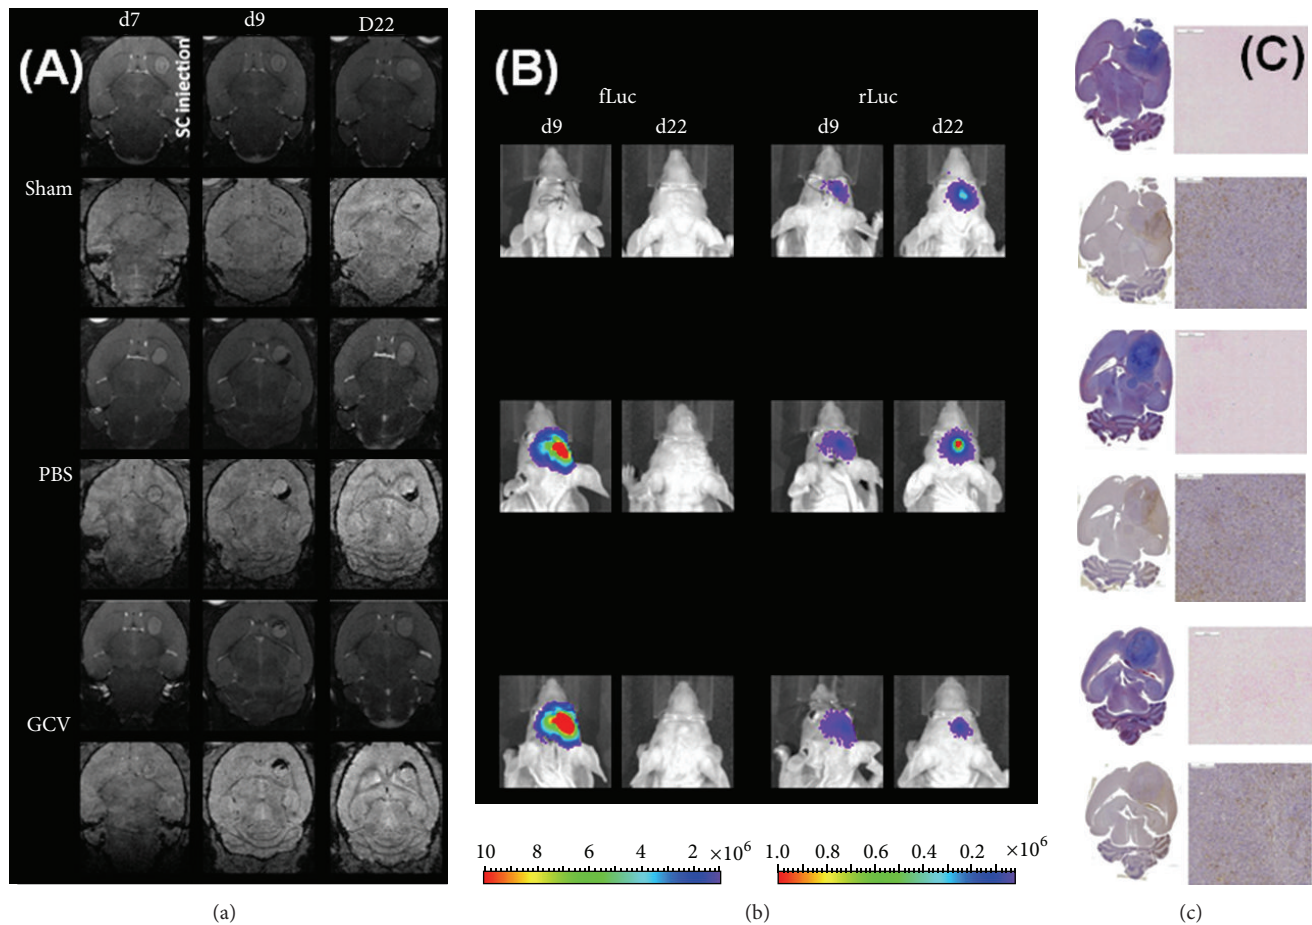 d7 d9 D22
(A)
SC injection
Sham
PBS
GCV
(B)
fLuc rLuc
d9 d22 d9 d22
10 8 6 4 2 ×10⁶
1.0 0.8 0.6 0.4 0.2 ×10⁶
(C)
(a) (b) (c)